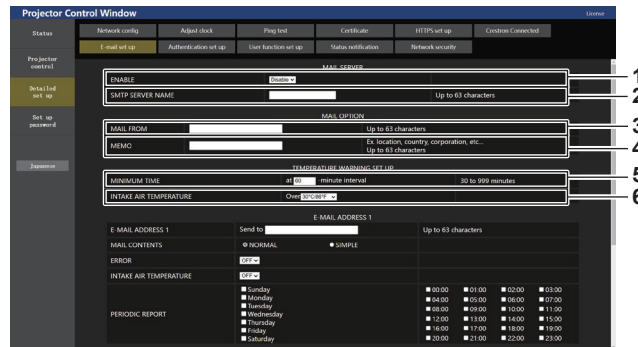 Projector Control Window
License
Status
Projector control
Detailed set up
Set up password
Japanese
Network config Adjust clock Ping test Certificate HTTPS set up Crestron Connected
E-mail set up Authentication set up User function set up Status notification Network security
MAIL SERVER
ENABLE Disable 1
SMTP SERVER NAME Up to 63 characters 2
MAIL OPTION
MAIL FROM Up to 63 characters 3
MEMO Ex. location, country, corporation, etc... 4
Up to 63 characters
TEMPERATURE WARNING SET UP
MINIMUM TIME at 60 minute interval 30 to 999 minutes 5
INTAKE AIR TEMPERATURE Over 30°C/86°F 6
E-MAIL ADDRESS 1
E-MAIL ADDRESS 1 Send to Up to 63 characters
MAIL CONTENTS NORMAL SIMPLE
ERROR OFF
INTAKE AIR TEMPERATURE OFF
PERIODIC REPORT
Sunday
Monday
Tuesday
Wednesday
Thursday
Friday
Saturday
00:00 01:00 02:00 03:00
04:00 05:00 06:00 07:00
08:00 09:00 10:00 11:00
12:00 13:00 14:00 15:00
16:00 17:00 18:00 19:00
20:00 21:00 22:00 23:00